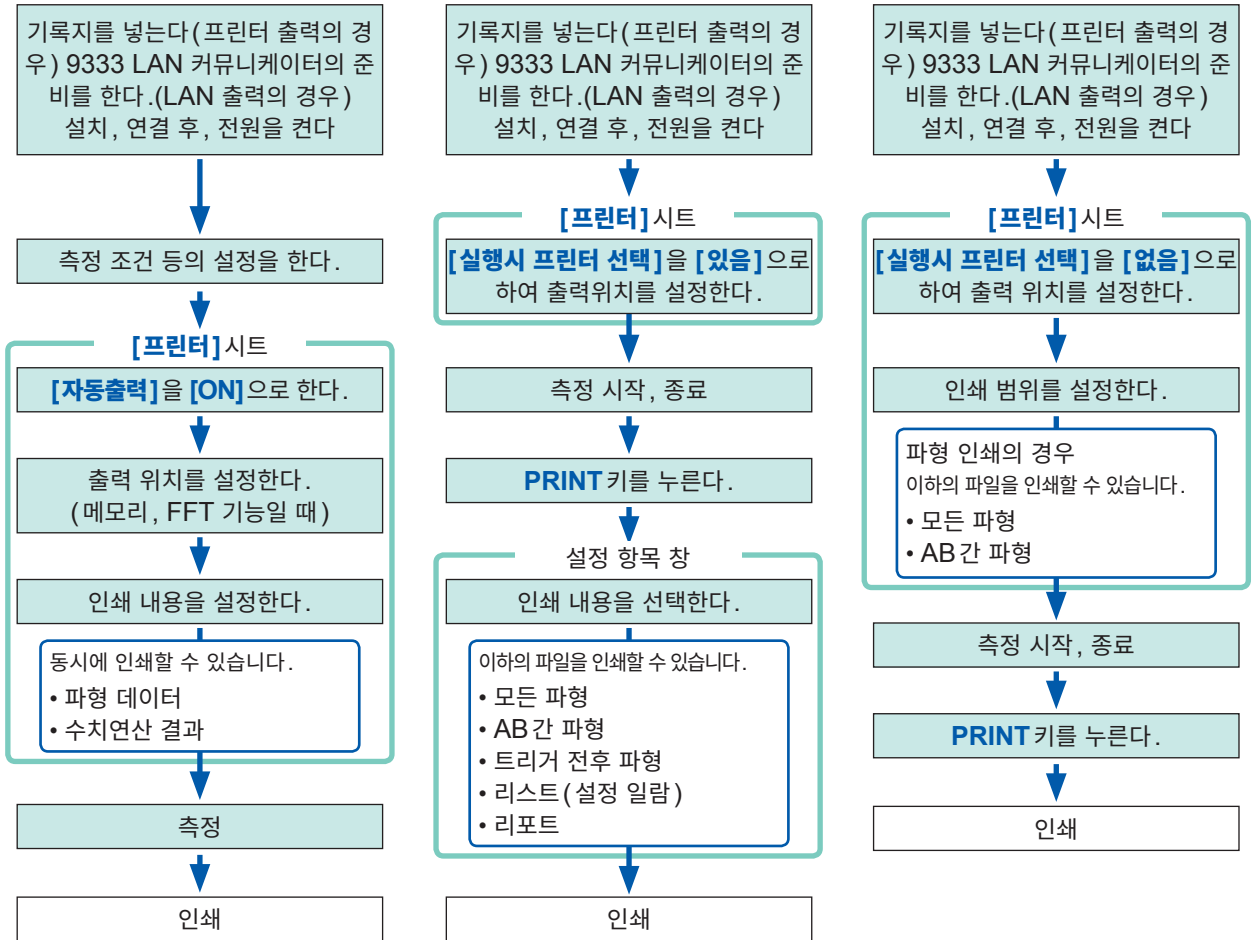 기록지를 넣는다(프린터 출력의 경
우) 9333 LAN 커뮤니케이터의 준
비를 한다.(LAN 출력의 경우)
설치, 연결 후, 전원을 켠다
측정 조건 등의 설정을 한다.
[프린터]시트
[자동출력]을 [ON]으로 한다.
출력 위치를 설정한다.
(메모리, FFT 기능일 때)
인쇄 내용을 설정한다.
동시에 인쇄할 수 있습니다.
• 파형 데이터
• 수치연산 결과
측정
인쇄
기록지를 넣는다(프린터 출력의 경
우) 9333 LAN 커뮤니케이터의 준
비를 한다.(LAN 출력의 경우)
설치, 연결 후, 전원을 켠다
[프린터]시트
[실행시 프린터 선택]을 [있음]으로
하여 출력위치를 설정한다.
측정 시작, 종료
PRINT키를 누른다.
설정 항목 창
인쇄 내용을 선택한다.
이하의 파일을 인쇄할 수 있습니다.
• 모든 파형
• AB간 파형
• 트리거 전후 파형
• 리스트(설정 일람)
• 리포트
인쇄
기록지를 넣는다(프린터 출력의 경
우) 9333 LAN 커뮤니케이터의 준
비를 한다.(LAN 출력의 경우)
설치, 연결 후, 전원을 켠다
[프린터]시트
[실행시 프린터 선택]을 [없음]으로
하여 출력 위치를 설정한다.
인쇄 범위를 설정한다.
파형 인쇄의 경우
이하의 파일을 인쇄할 수 있습니다.
• 모든 파형
• AB간 파형
측정 시작, 종료
PRINT키를 누른다.
인쇄